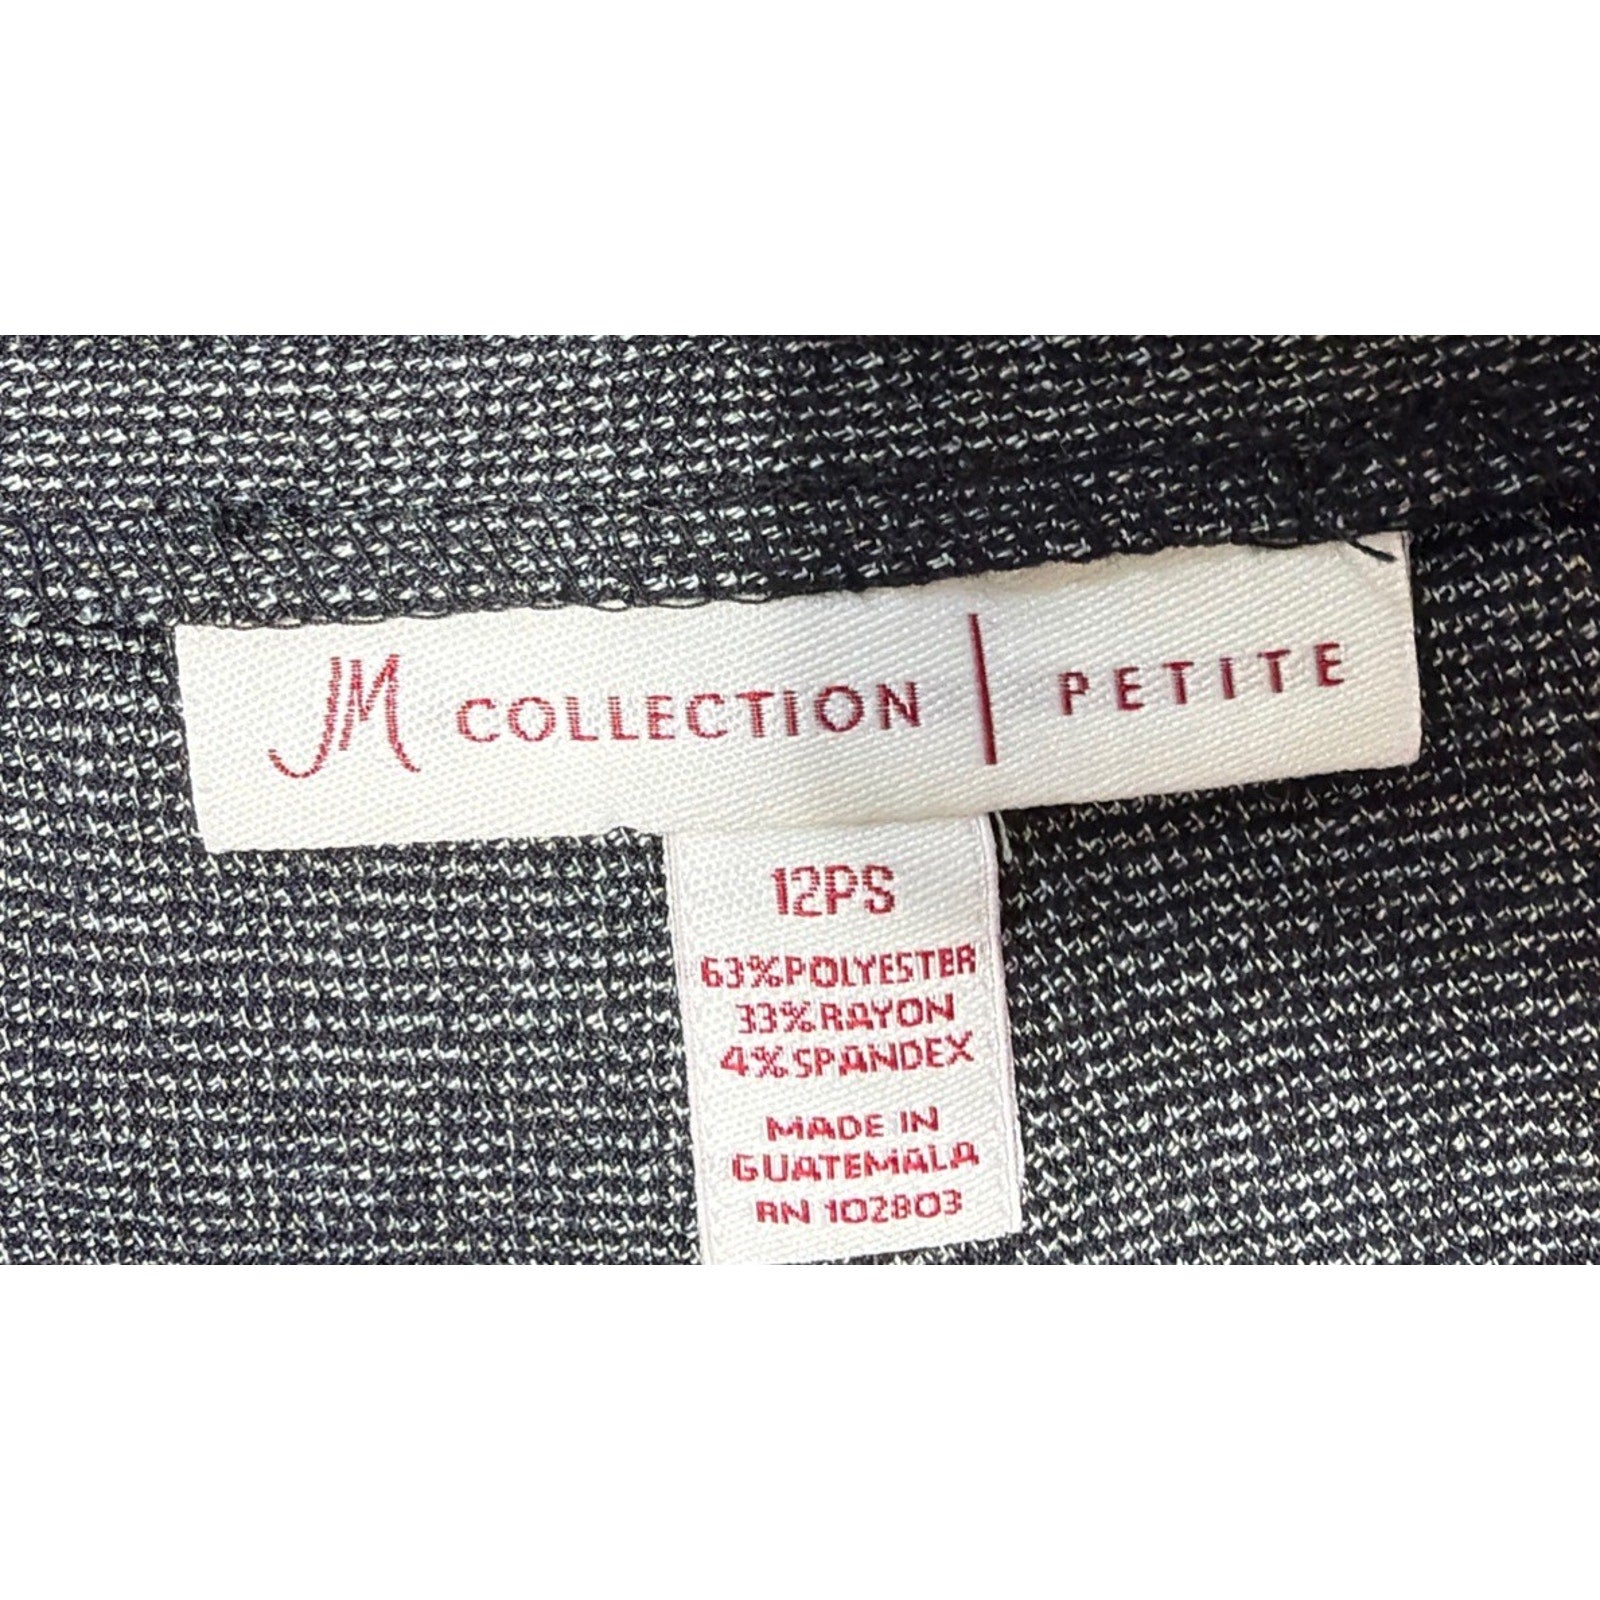 JM COLLECTION | PETITE
12PS
63%POLYESTER
33%RAYON
4%SPANDEX
MADE IN
GUATEMALA
RN 102803